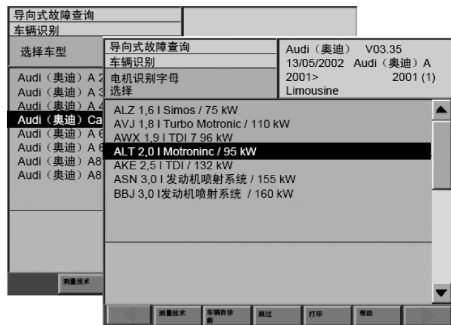 导向式故障查询
车辆识别
选择车型
Audi（奥迪）A 2
Audi（奥迪）A 3
Audi（奥迪）A 4
Audi（奥迪）Ca
Audi（奥迪）A 6
Audi（奥迪）A 6
Audi（奥迪）A8
Audi（奥迪）A8
测量技术
导向式故障查询
车辆识别
电机识别字母
选择
Audi（奥迪） V03.35
13/05/2002 Audi（奥迪）A
2001> 2001 (1)
Limousine
ALZ 1,6 l Simos / 75 kW
AVJ 1,8 l Turbo Motronic / 110 kW
AWX 1,9 l TDI 7 96 kW
ALT 2,0 l Motroninc / 95 kW
AKE 2,5 l TDI / 132 kW
ASN 3,0 l 发动机喷射系统 / 155 kW
BBJ 3,0 l发动机喷射系统 / 160 kW
测量技术
车辆自诊断
跳过
打印
帮助